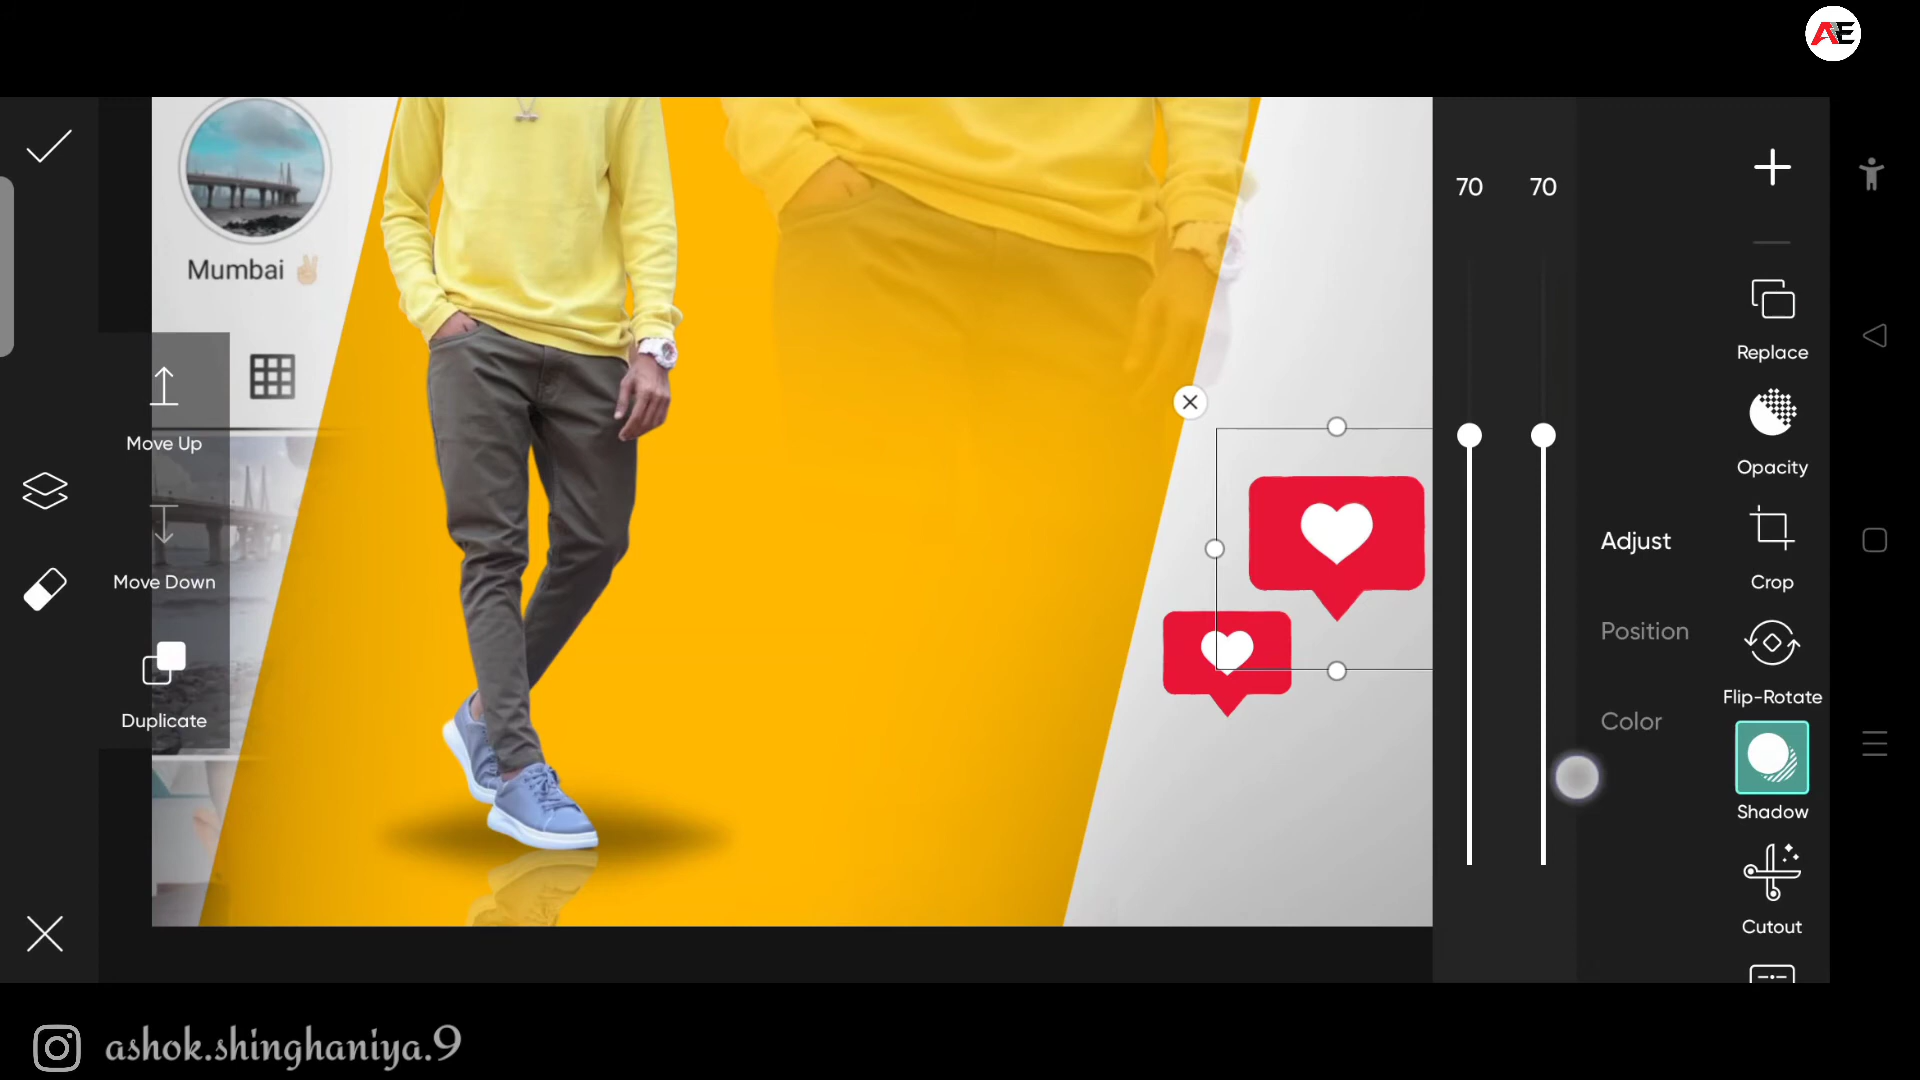 AE
70 70
Mumbai ✌🏻
Replace
Move Up
Opacity
Adjust
Move Down
Crop
Position
Flip-Rotate
Duplicate
Color
Shadow
Cutout
ashok.shinghaniya.9